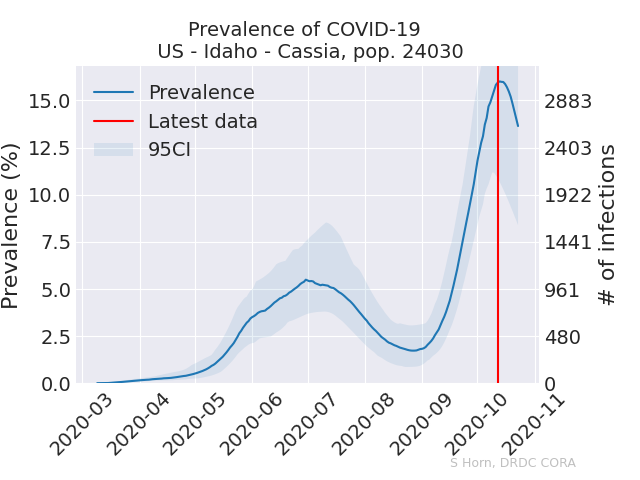 Prevalence of COVID-19
US - Idaho - Cassia, pop. 24030
Prevalence
Latest data
95CI
Prevalence (%)
15.0
12.5
10.0
7.5
5.0
2.5
0.0
2883
2403
1922
1441
961
480
0
# of infections
2020-03
2020-04
2020-05
2020-06
2020-07
2020-08
2020-09
2020-10
2020-11
S Horn, DRDC CORA